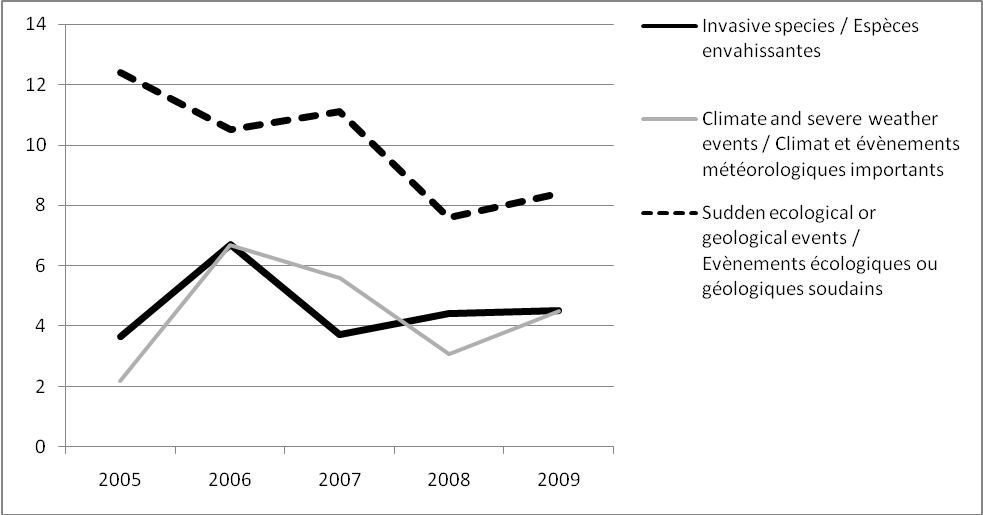 14
12
10
8
6
4
2
0
2005 2006 2007 2008 2009
Invasive species / Espèces
envahissantes
Climate and severe weather
events / Climat et évènements
météorologiques importants
Sudden ecological or
geological events /
Evènements écologiques ou
géologiques soudains